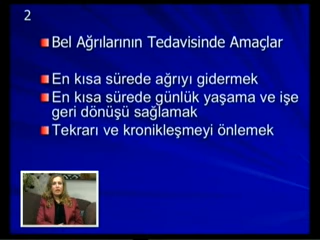 2
Bel Ağrılarının Tedavisinde Amaçlar
En kısa sürede ağrıyı gidermek
En kısa sürede günlük yaşama ve işe
geri dönüşü sağlamak
Tekrarı ve kronikleşmeyi önlemek